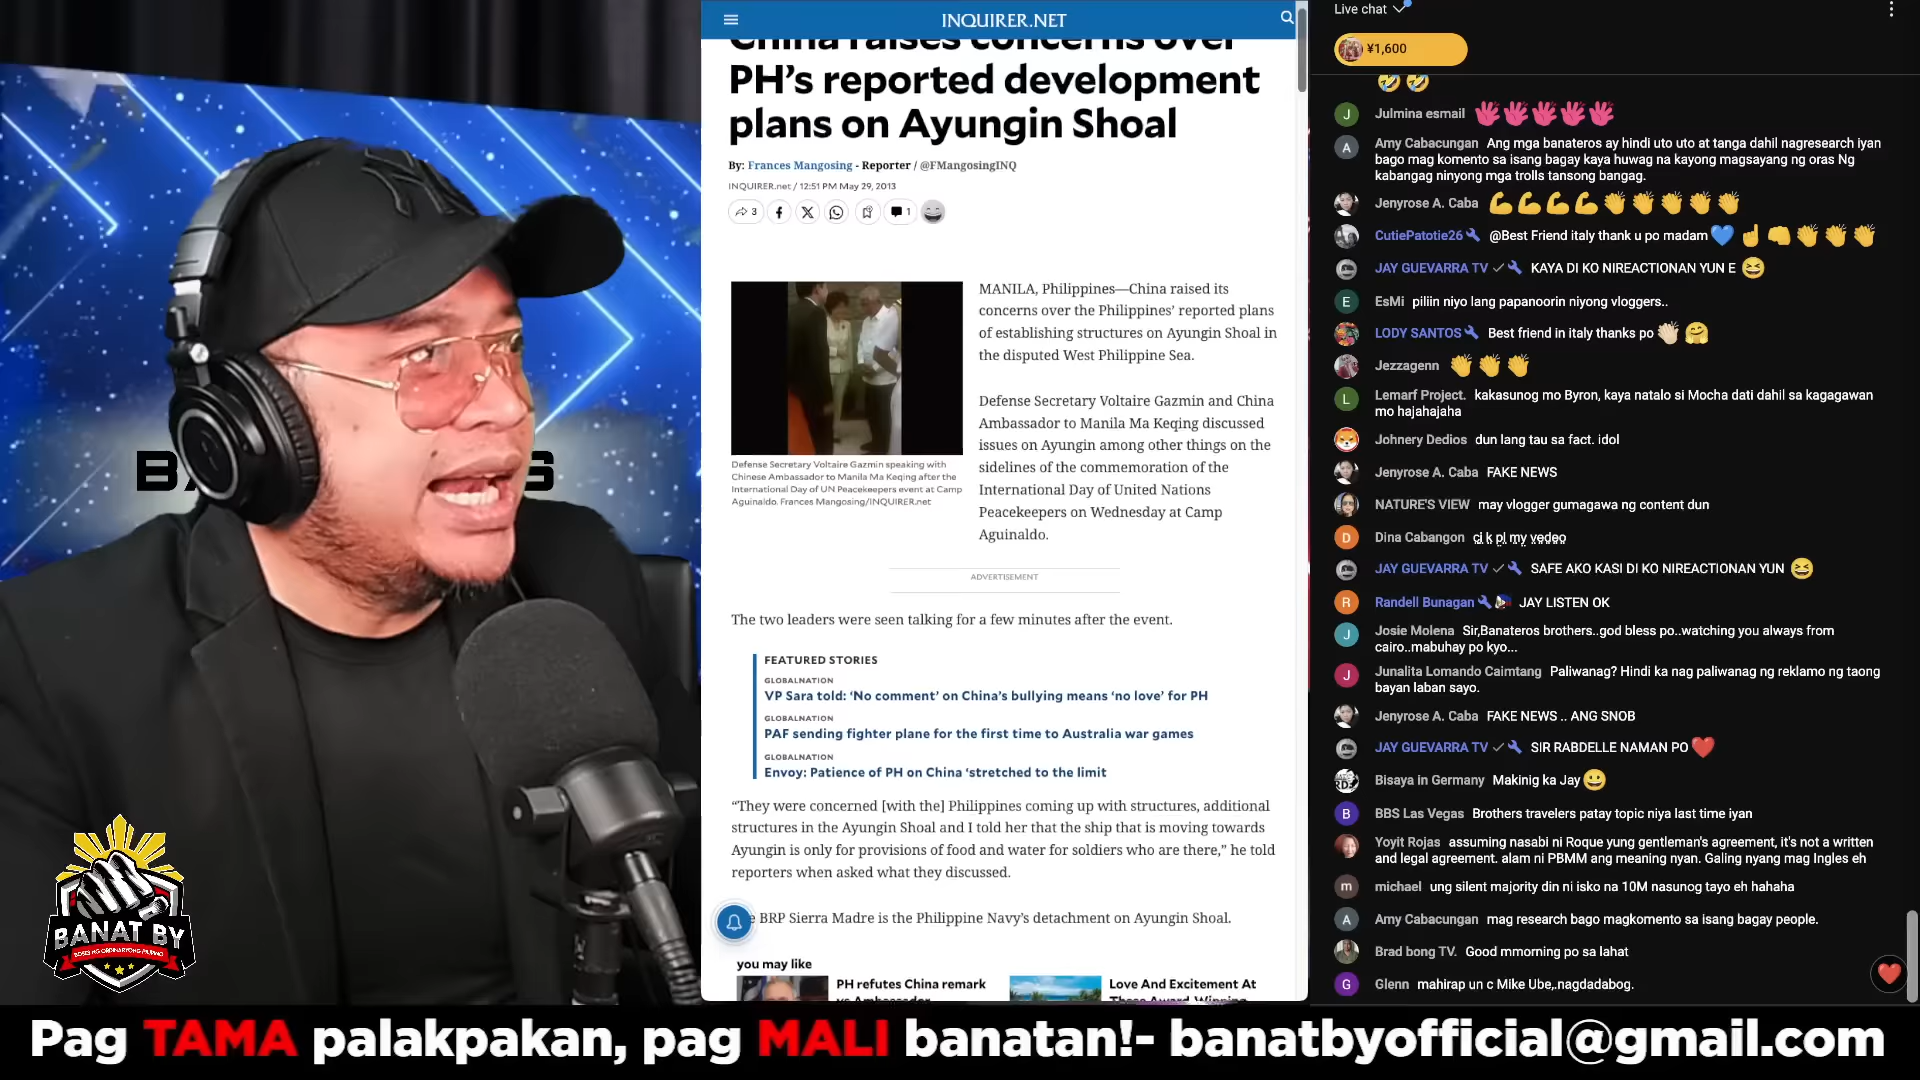 INQUIRER.NET
China raises concerns over
PH's reported development
plans on Ayungin Shoal
By: Frances Mangosing - Reporter / @FMangosingINQ
INQUIRER.net / 12:51 PM May 29, 2013
3
1
MANILA, Philippines—China raised its
concerns over the Philippines' reported plans
of establishing structures on Ayungin Shoal in
the disputed West Philippine Sea.
Defense Secretary Voltaire Gazmin and China
Ambassador to Manila Ma Keqing discussed
issues on Ayungin among other things on the
sidelines of the commemoration of the
International Day of United Nations
Peacekeepers on Wednesday at Camp
Aguinaldo.
Defense Secretary Voltaire Gazmin speaking with
Chinese Ambassador to Manila Ma Keqing after the
International Day of UN Peacekeepers event at Camp
Aguinaldo. Frances Mangosing/INQUIRER.net
ADVERTISEMENT
The two leaders were seen talking for a few minutes after the event.
FEATURED STORIES
GLOBALNATION
VP Sara told: 'No comment' on China's bullying means 'no love' for PH
GLOBALNATION
PAF sending fighter plane for the first time to Australia war games
GLOBALNATION
Envoy: Patience of PH on China 'stretched to the limit
"They were concerned [with the] Philippines coming up with structures, additional
structures in the Ayungin Shoal and I told her that the ship that is moving towards
Ayungin is only for provisions of food and water for soldiers who are there," he told
reporters when asked what they discussed.
BRP Sierra Madre is the Philippine Navy's detachment on Ayungin Shoal.
you may like
PH refutes China remark
vs Ambassador
Love And Excitement At
These Award-Winning
Live chat
¥1,600
Julmina esmail
Amy Cabacungan Ang mga banateros ay hindi uto uto at tanga dahil nagresearch iyan
bago mag komento sa isang bagay kaya huwag na kayong magsayang ng oras Ng
kabangag ninyong mga trolls tansong bangag.
Jenyrose A. Caba 💪💪💪💪👏👏👏👏👏
CutiePatotie26 @Best Friend italy thank u po madam💙☝👊👏👏👏
JAY GUEVARRA TV KAYA DI KO NIREACTIONAN YUN E 😆
EsMi piliin niyo lang papanoorin niyong vloggers..
LODY SANTOS Best friend in italy thanks po 👏🏻🤗
Jezzagenn 👏👏👏
Lemarf Project. kakasunog mo Byron, kaya natalo si Mocha dati dahil sa kagagawan
mo hajahajaha
Johnery Dedios dun lang tau sa fact. idol
Jenyrose A. Caba FAKE NEWS
NATURE'S VIEW may vlogger gumagawa ng content dun
Dina Cabangon
JAY GUEVARRA TV SAFE AKO KASI DI KO NIREACTIONAN YUN 😆
Randell Bunagan JAY LISTEN OK
Josie Molena Sir,Banateros brothers..god bless po..watching you always from
cairo..mabuhay po kyo...
Junalita Lomando Caimtang Paliwanag? Hindi ka nag paliwanag ng reklamo ng taong
bayan laban sayo.
Jenyrose A. Caba FAKE NEWS .. ANG SNOB
JAY GUEVARRA TV SIR RABDELLE NAMAN PO❤️
Bisaya in Germany Makinig ka Jay😀
BBS Las Vegas Brothers travelers patay topic niya last time iyan
Yoyit Rojas assuming nasabi ni Roque yung gentleman's agreement, it's not a written
and legal agreement. alam ni PBMM ang meaning nyan. Galing nyang mag Ingles eh
michael ung silent majority din ni isko na 10M nasunog tayo eh hahaha
Amy Cabacungan mag research bago magkomento sa isang bagay people.
Brad bong TV. Good mmorning po sa lahat
Glenn mahirap un c Mike Ube,.nagdadabog.
BANAT BY
BOSES NG ORDINARYONG PILIPINO
Pag TAMA palakpakan, pag MALI banatan!- banatbyofficial@gmail.com